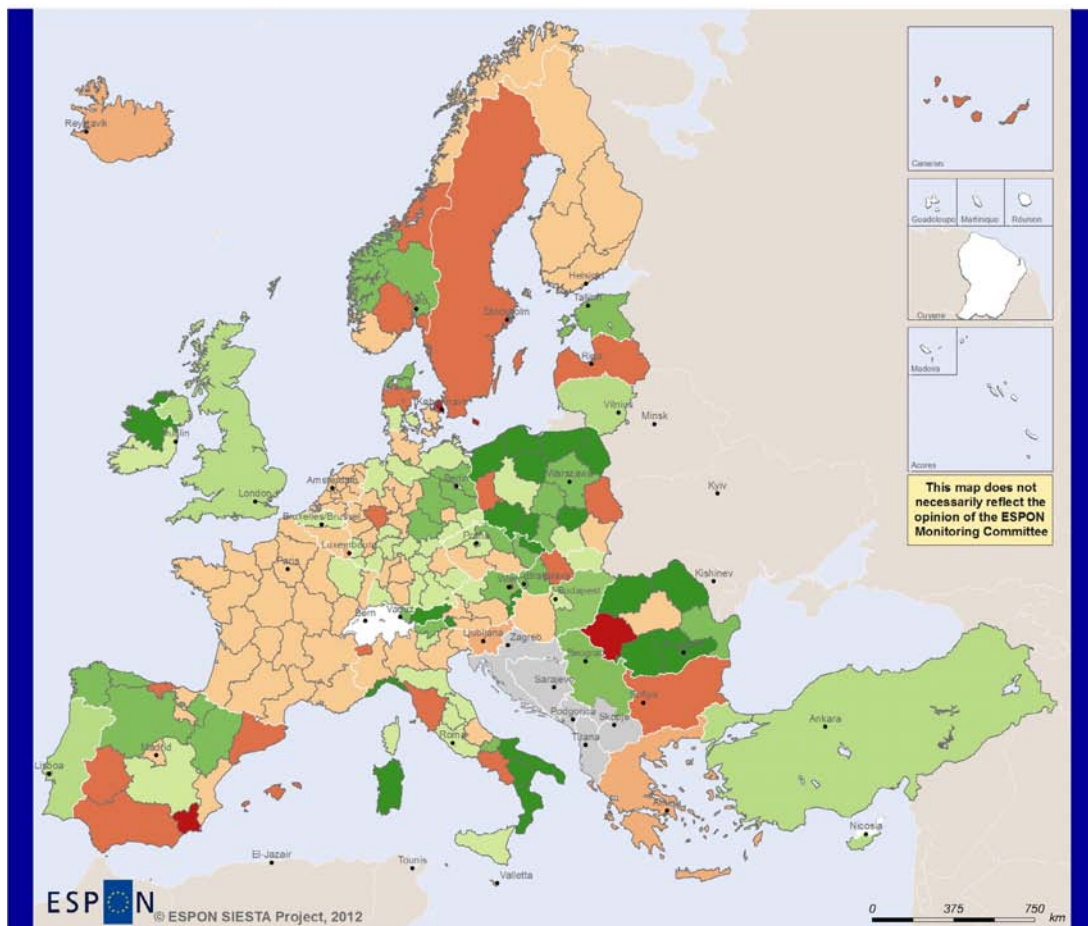 Reykjavik
Canarias
Guadeloupe
Martinique
Réunion
Guyane
Madeira
Acores
This map does not
necessarily reflect the
opinion of the ESPON
Monitoring Committee
Helsinki
Tallinn
Oslo
Stockholm
Riga
Kobenhavn
Vilnius
Minsk
Dublin
London
Amsterdam
Berlin
Warszawa
Kyiv
Bruxelles/Brussel
Luxembourg
Praha
Paris
Kishinev
Bratislava
Budapest
Bern
Vaduz
Ljubljana
Zagreb
Beograd
Sarajevo
Sofiya
Podgorica
Skopje
Tirana
Roma
Madrid
Lisboa
Ankara
Nicosia
El-Jazair
Tounis
Valletta
ESPON
© ESPON SIESTA Project, 2012
0 375 750
km